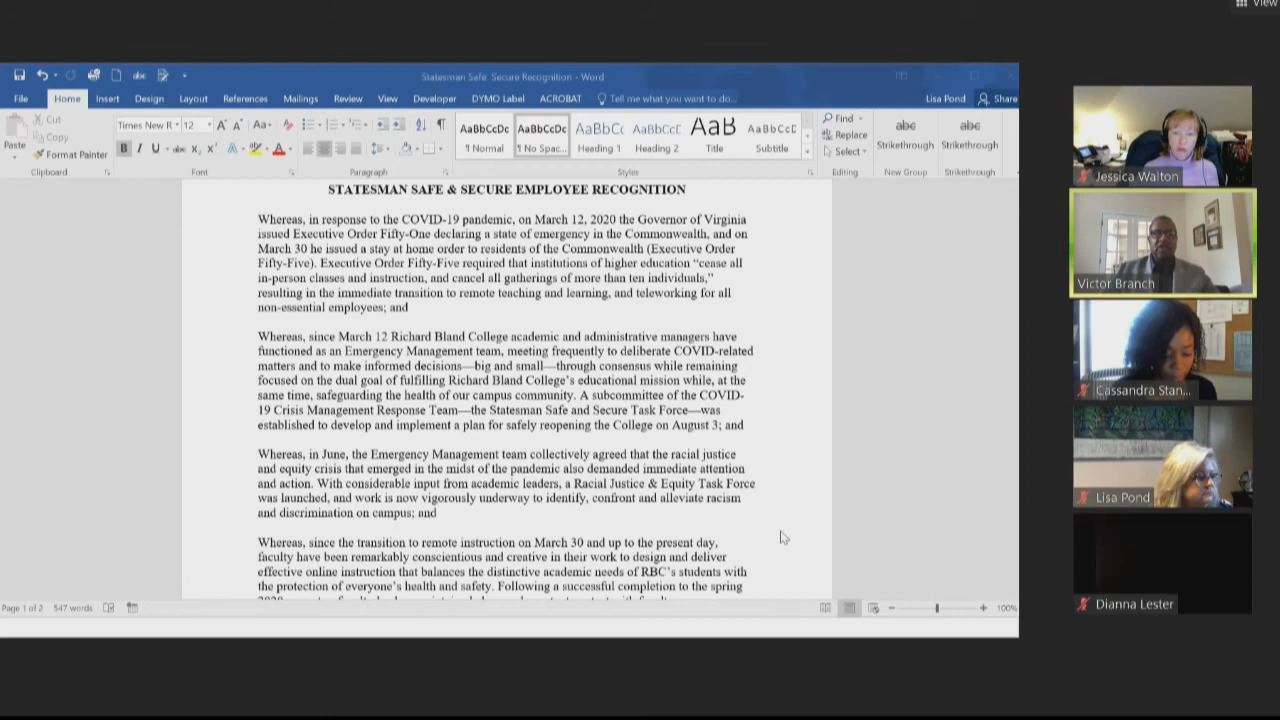 View
Statesman Safe Secure Recognition - Word
File Home Insert Design Layout References Mailings Review View Developer DYMO Label ACROBAT Tell me what you want to do... Lisa Pond Share
Paste
Cut
Copy
Format Painter
Clipboard
Times New R 12
Font
Paragraph
AaBbCcDc AaBbCcDc AaBbCc AaBbCcD AaB AaBbCcD
¶ Normal ¶ No Spac... Heading 1 Heading 2 Title Subtitle
Styles
Find
Replace
Select
Editing
abc abc
Strikethrough Strikethrough
New Group Strikethrough
STATESMAN SAFE & SECURE EMPLOYEE RECOGNITION
Whereas, in response to the COVID-19 pandemic, on March 12, 2020 the Governor of Virginia
issued Executive Order Fifty-One declaring a state of emergency in the Commonwealth, and on
March 30 he issued a stay at home order to residents of the Commonwealth (Executive Order
Fifty-Five). Executive Order Fifty-Five required that institutions of higher education “cease all
in-person classes and instruction, and cancel all gatherings of more than ten individuals,”
resulting in the immediate transition to remote teaching and learning, and teleworking for all
non-essential employees; and
Whereas, since March 12 Richard Bland College academic and administrative managers have
functioned as an Emergency Management team, meeting frequently to deliberate COVID-related
matters and to make informed decisions—big and small—through consensus while remaining
focused on the dual goal of fulfilling Richard Bland College’s educational mission while, at the
same time, safeguarding the health of our campus community. A subcommittee of the COVID-
19 Crisis Management Response Team—the Statesman Safe and Secure Task Force—was
established to develop and implement a plan for safely reopening the College on August 3; and
Whereas, in June, the Emergency Management team collectively agreed that the racial justice
and equity crisis that emerged in the midst of the pandemic also demanded immediate attention
and action. With considerable input from academic leaders, a Racial Justice & Equity Task Force
was launched, and work is now vigorously underway to identify, confront and alleviate racism
and discrimination on campus; and
Whereas, since the transition to remote instruction on March 30 and up to the present day,
faculty have been remarkably conscientious and creative in their work to design and deliver
effective online instruction that balances the distinctive academic needs of RBC’s students with
the protection of everyone’s health and safety. Following a successful completion to the spring
Page 1 of 2 547 words
100%
Jessica Walton
Victor Branch
Cassandra Stan...
Lisa Pond
Dianna Lester